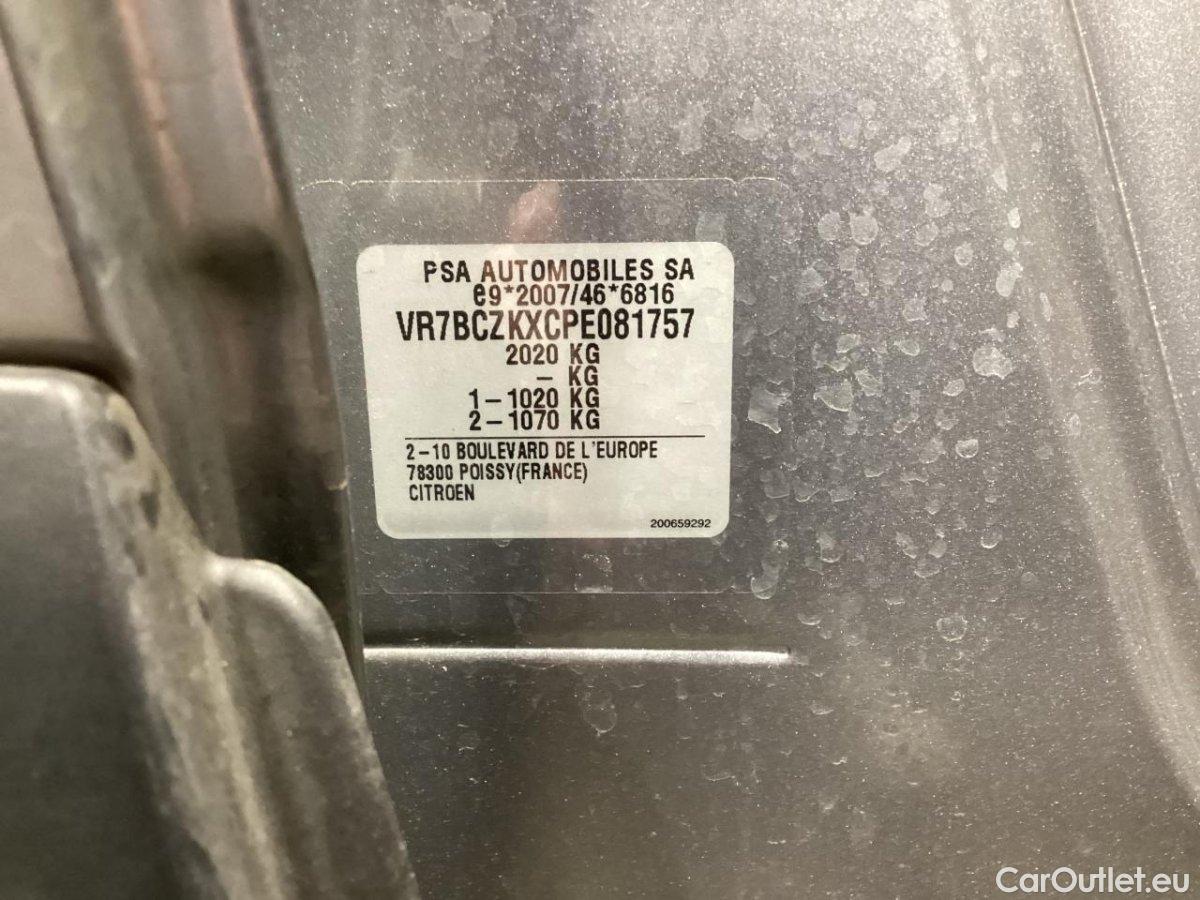 PSA AUTOMOBILES SA
e9*2007/46*6816
VR7BCZKXCPE081757
2020 KG
- KG
1-1020 KG
2-1070 KG
2-10 BOULEVARD DE L'EUROPE
78300 POISSY(FRANCE)
CITROEN
200659292
CarOutlet.eu